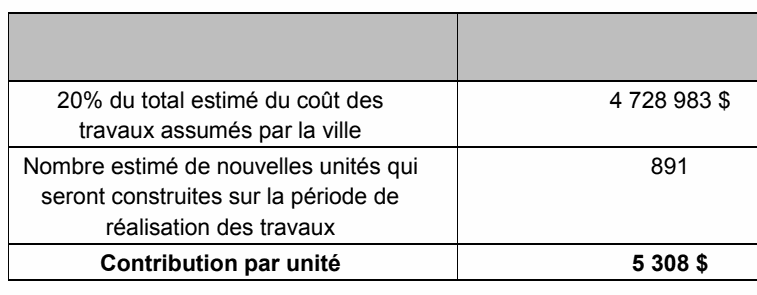 20% du total estimé du coût des
travaux assumés par la ville
4 728 983 $
Nombre estimé de nouvelles unités qui
seront construites sur la période de
réalisation des travaux
891
Contribution par unité
5 308 $